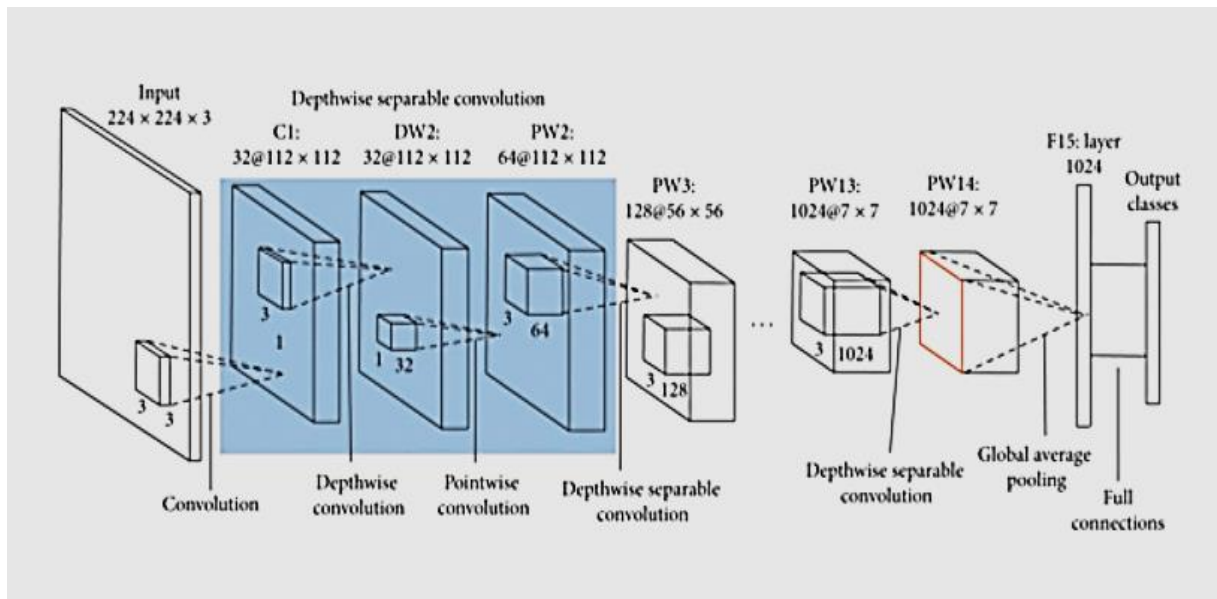 Input
224 × 224 × 3
Depthwise separable convolution
C1:
32@112 × 112
DW2:
32@112 × 112
PW2:
64@112 × 112
PW3:
128@56 × 56
PW13:
1024@7 × 7
PW14:
1024@7 × 7
F15: layer
1024
Output
classes
3
3
3
1
1
32
3
64
3
128
...
3
1024
Convolution
Depthwise
convolution
Pointwise
convolution
Depthwise separable
convolution
Depthwise separable
convolution
Global average
pooling
Full
connections